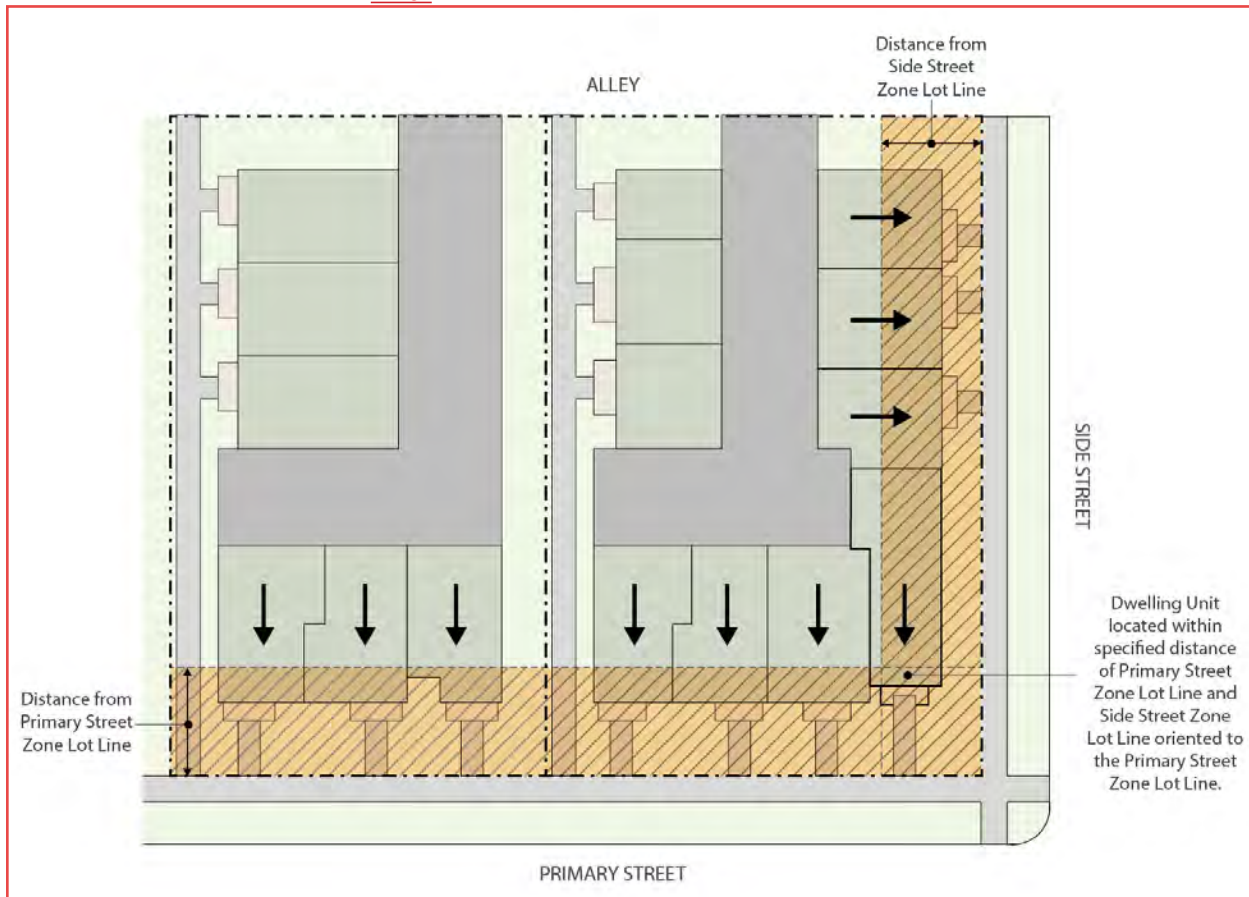 Distance from
Side Street
Zone Lot Line
ALLEY
SIDE STREET
Distance from
Primary Street
Zone Lot Line
Dwelling Unit
located within
specified distance
of Primary Street
Zone Lot Line and
Side Street Zone
Lot Line oriented to
the Primary Street
Zone Lot Line.
PRIMARY STREET